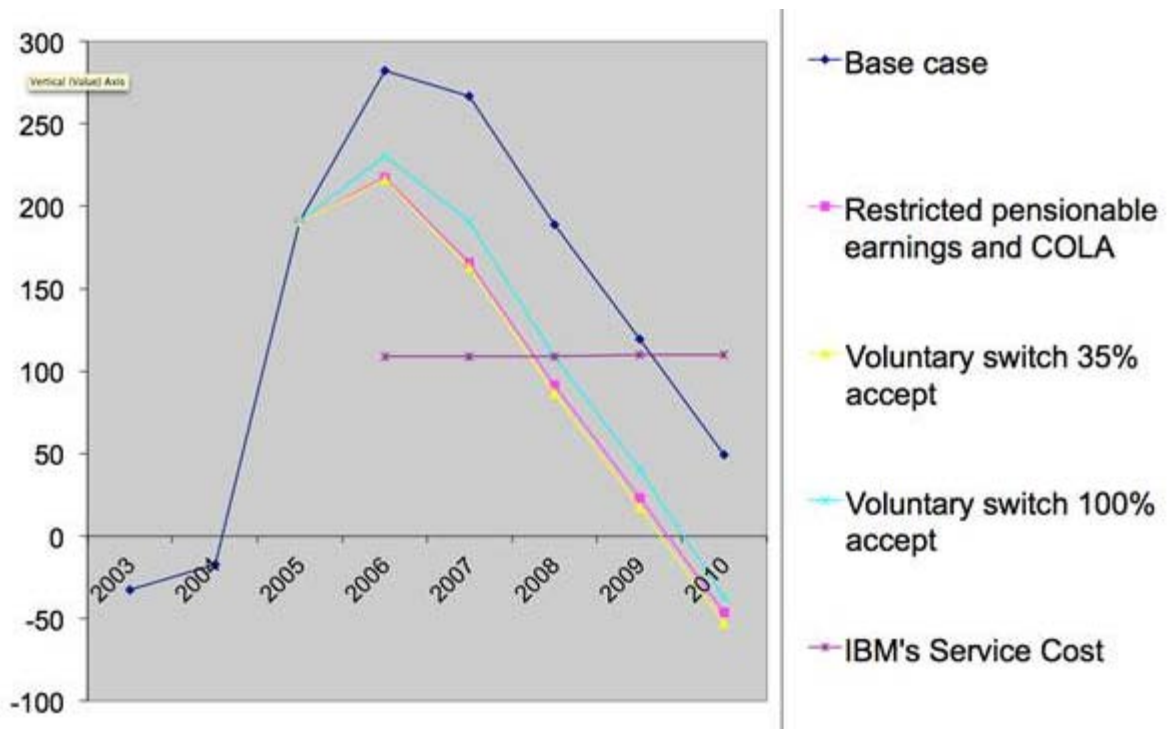 300
Vertical (Value) Axis
250
200
150
100
50
0
-50
-100
2003
2004
2005
2006
2007
2008
2009
2010
Base case
Restricted pensionable
earnings and COLA
Voluntary switch 35%
accept
Voluntary switch 100%
accept
IBM's Service Cost